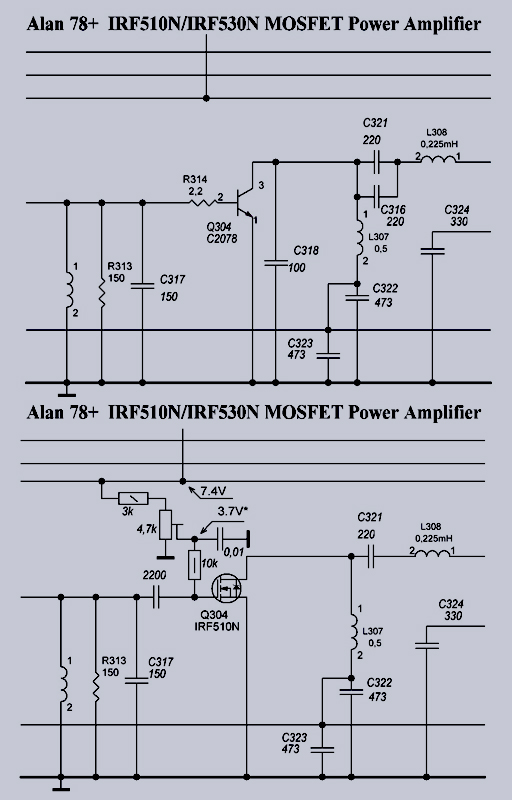 Alan 78+ IRF510N/IRF530N MOSFET Power Amplifier
C321
220
L308
0,225mH
2 1
R314
2,2
2
3
1
Q304
C2078
C316
220
C324
330
1
L307
0,5
2
C318
100
1
2
R313
150
C317
150
C322
473
C323
473
Alan 78+ IRF510N/IRF530N MOSFET Power Amplifier
7.4V
3k
3.7V*
4,7k
0,01
C321
220
L308
0,225mH
2 1
10k
2200
Q304
IRF510N
C324
330
1
L307
0,5
2
1
2
R313
150
C317
150
C322
473
C323
473